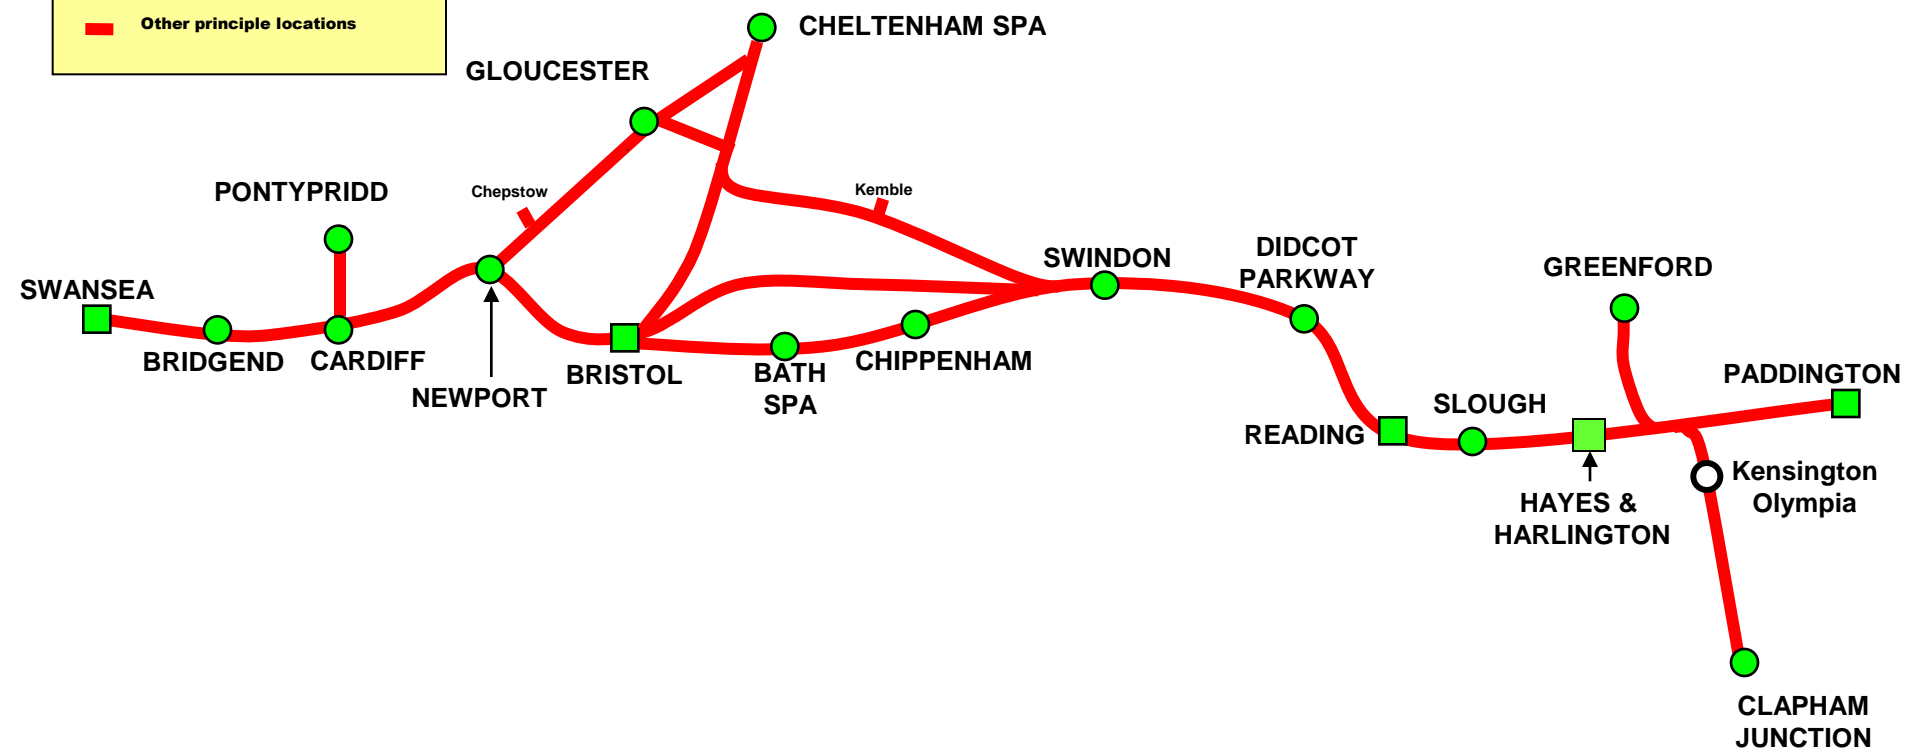 Other principle locations
CHELTENHAM SPA
GLOUCESTER
PONTYPRIDD
Chepstow
Kemble
SWANSEA
SWINDON
DIDCOT
PARKWAY
GREENFORD
BRIDGEND
CARDIFF
NEWPORT
BRISTOL
BATH
SPA
CHIPPENHAM
READING
SLOUGH
PADDINGTON
HAYES &
HARLINGTON
Kensington
Olympia
CLAPHAM
JUNCTION